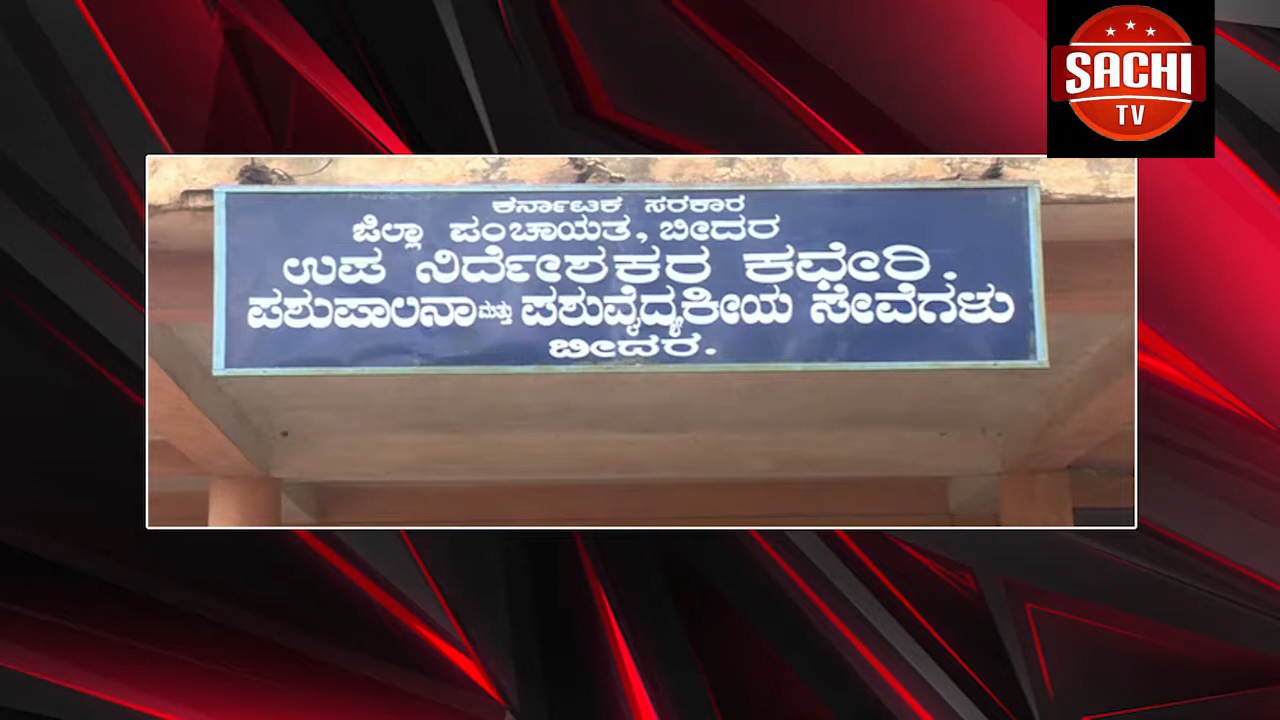 SACHI
TV
ಕರ್ನಾಟಕ ಸರಕಾರ
ಜಿಲ್ಲಾ ಪಂಚಾಯತ, ಬೀದರ
ಉಪ ನಿರ್ದೇಶಕರ ಕಛೇರಿ.
ಪಶುಪಾಲನಾ ಮತ್ತು ಪಶುವೈದ್ಯಕೀಯ ಸೇವೆಗಳು
ಬೀದರ.